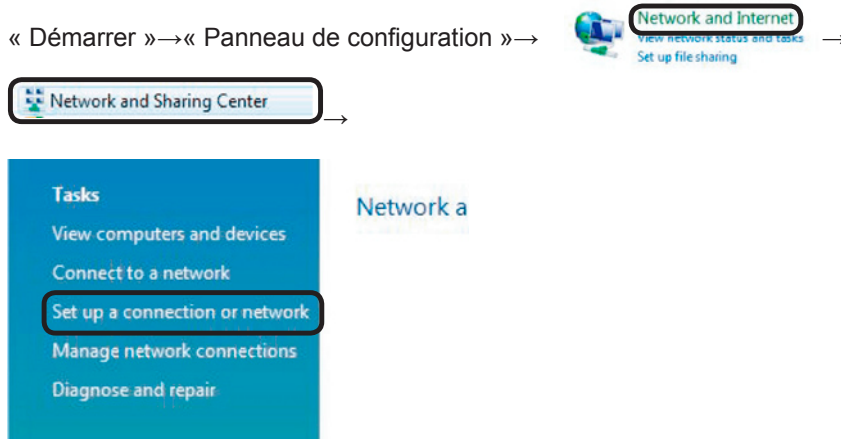 « Démarrer »→« Panneau de configuration »→ Network and Internet →
View network status and tasks
Set up file sharing
Network and Sharing Center →
Tasks
Network a
View computers and devices
Connect to a network
Set up a connection or network
Manage network connections
Diagnose and repair